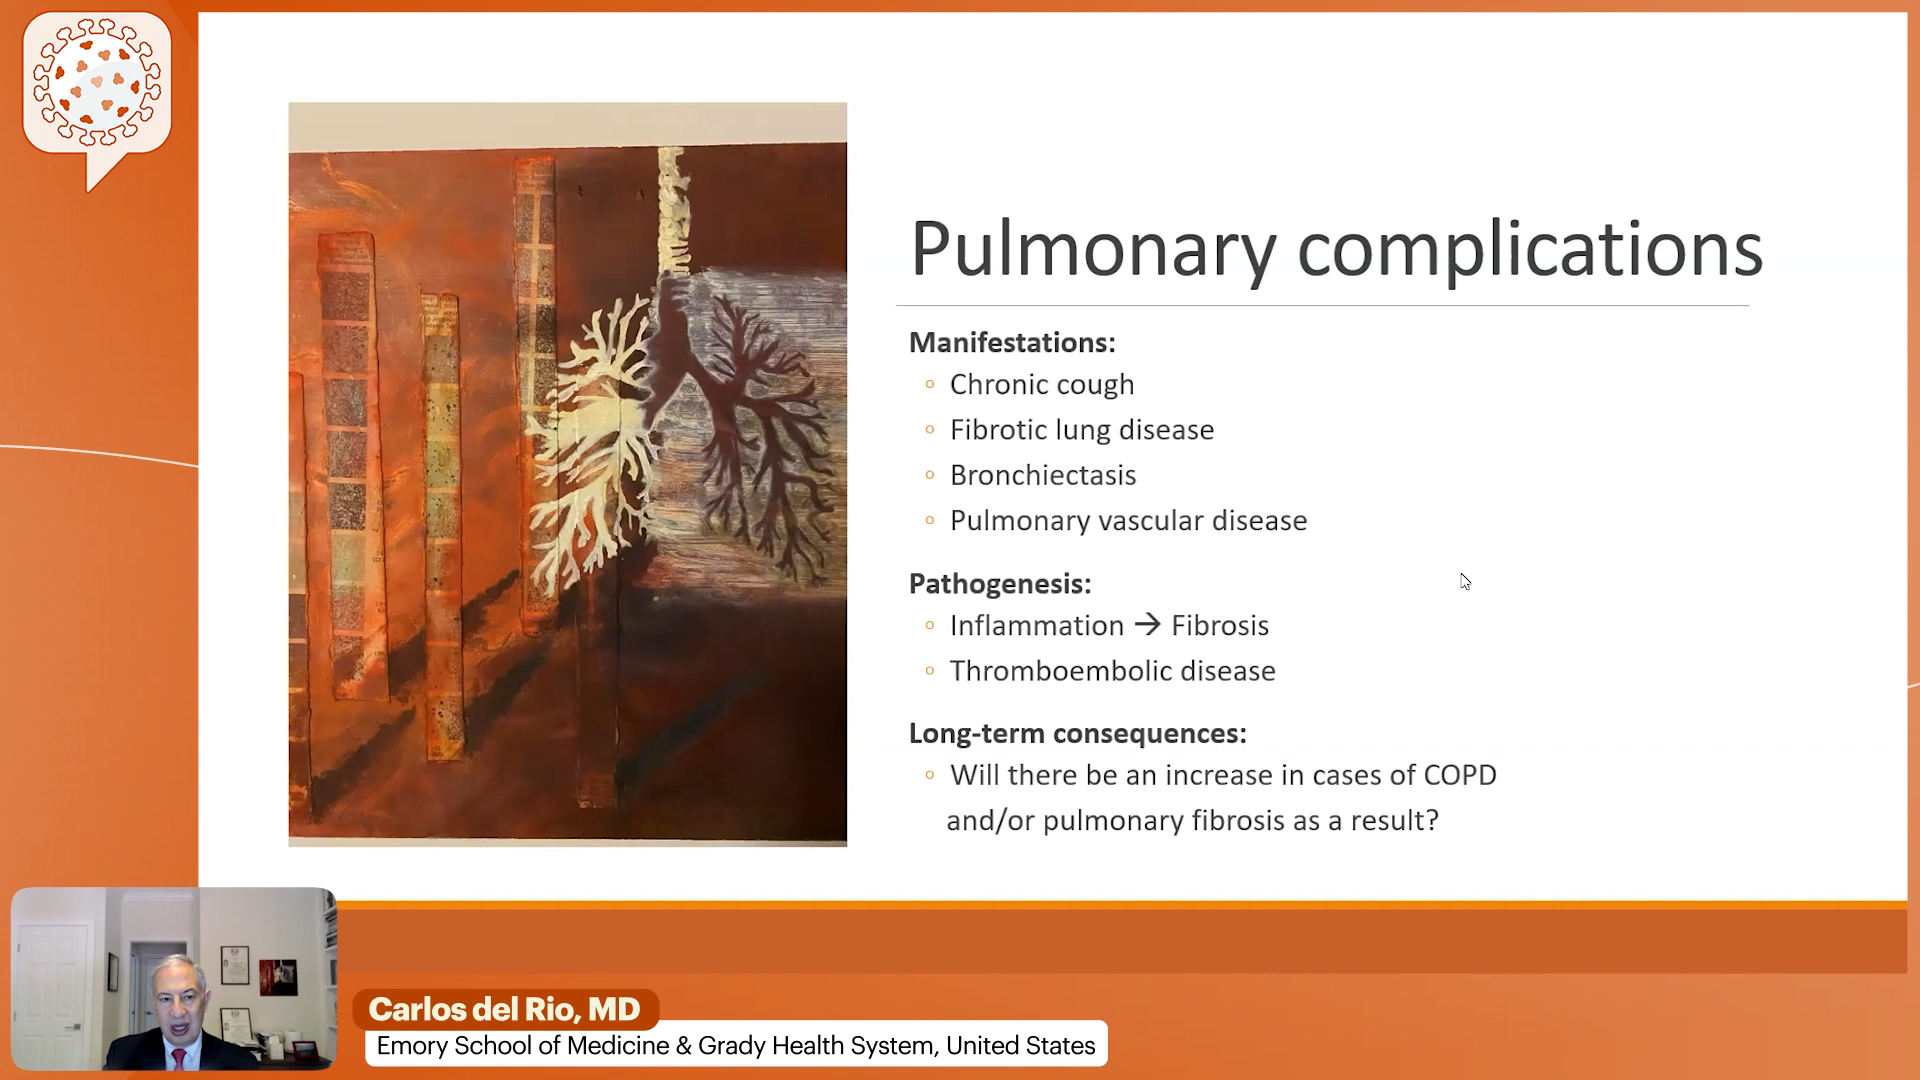 Pulmonary complications
Manifestations:
Chronic cough
Fibrotic lung disease
Bronchiectasis
Pulmonary vascular disease
Pathogenesis:
Inflammation → Fibrosis
Thromboembolic disease
Long-term consequences:
Will there be an increase in cases of COPD
and/or pulmonary fibrosis as a result?
Carlos del Rio, MD
Emory School of Medicine & Grady Health System, United States